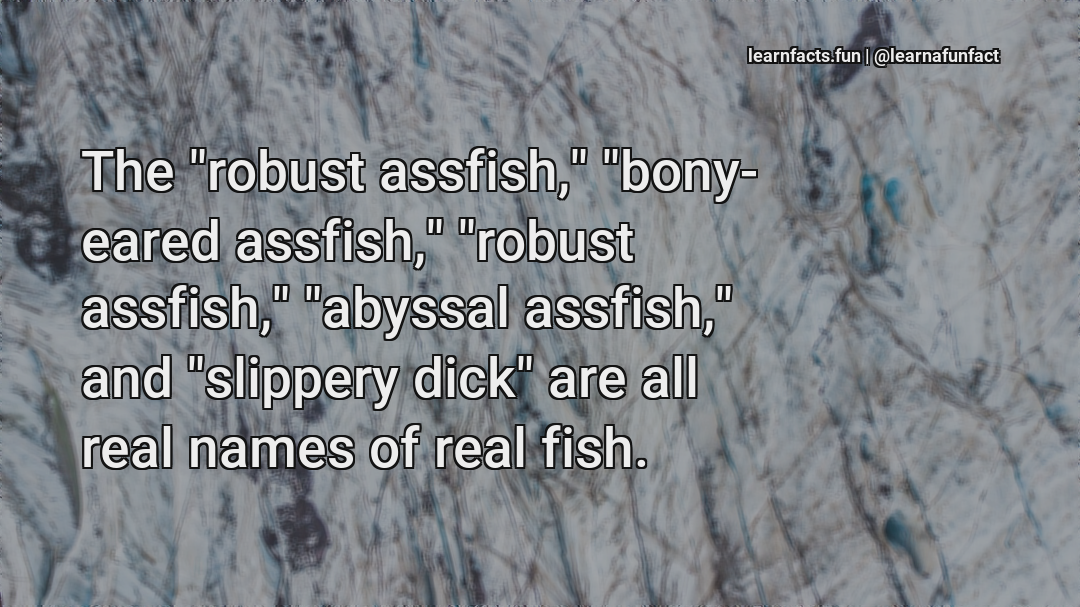 learnfacts.fun | @learnafunfact
The "robust assfish," "bony-
eared assfish," "robust
assfish," "abyssal assfish,"
and "slippery dick" are all
real names of real fish.